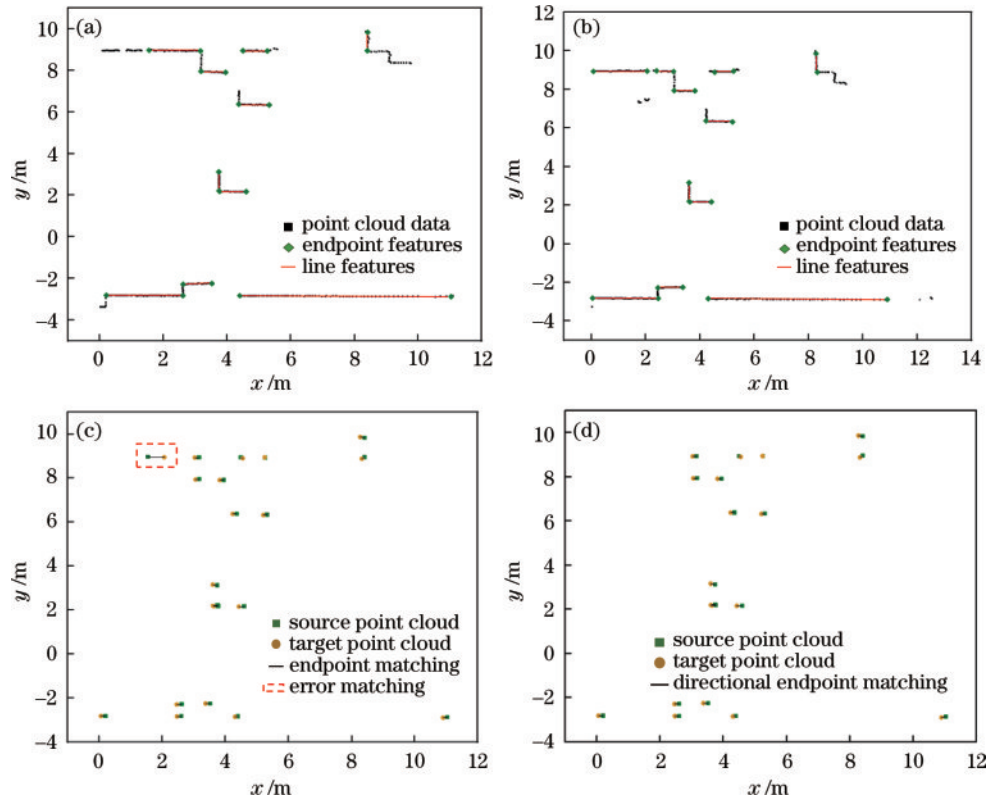 (a)
10
8
6
4
2
0
−2
−4
y /m
point cloud data
endpoint features
line features
0 2 4 6 8 10 12
x /m
(b)
12
10
8
6
4
2
0
−2
−4
y /m
point cloud data
endpoint features
line features
0 2 4 6 8 10 12 14
x /m
(c)
10
8
6
4
2
0
−2
−4
y /m
source point cloud
target point cloud
endpoint matching
error matching
0 2 4 6 8 10 12
x /m
(d)
10
8
6
4
2
0
−2
−4
y /m
source point cloud
target point cloud
directional endpoint matching
0 2 4 6 8 10 12
x /m